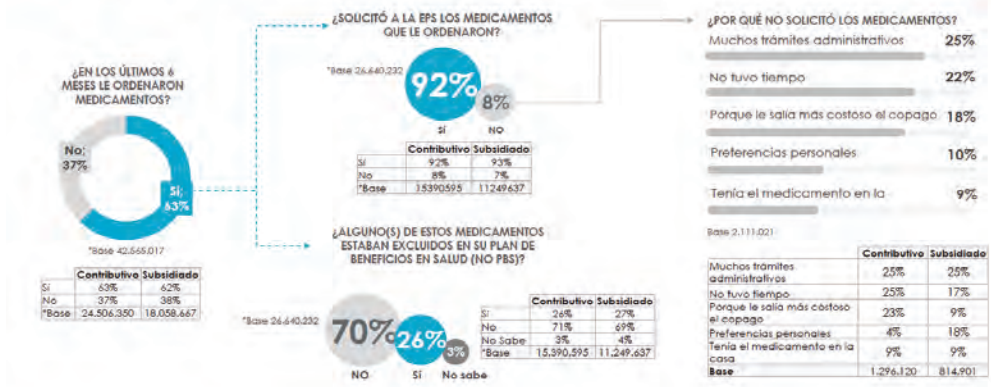 ¿EN LOS ÚLTIMOS 6
MESES LE ORDENARON
MEDICAMENTOS?
No;
37%
Sí;
63%
*Base 42.565.017
Contributivo Subsidiado
Sí 63% 62%
No 37% 38%
*Base 24.506.350 18.058.667
¿SOLICITÓ A LA EPS LOS MEDICAMENTOS
QUE LE ORDENARON?
*Base 26.640.232
92%
8%
SÍ NO
Contributivo Subsidiado
Sí 92% 93%
No 8% 7%
*Base 15390595 11249637
¿ALGUNO(S) DE ESTOS MEDICAMENTOS
ESTABAN EXCLUIDOS EN SU PLAN DE
BENEFICIOS EN SALUD (NO PBS)?
*Base 26.640.232
70%
26%
3%
NO Sí No sabe
Contributivo Subsidiado
Sí 26% 27%
No 71% 69%
No Sabe 3% 4%
*Base 15.390.595 11.249.637
¿POR QUÉ NO SOLICITÓ LOS MEDICAMENTOS?
Muchos trámites administrativos 25%
No tuvo tiempo 22%
Porque le salía más costoso el copago 18%
Preferencias personales 10%
Tenía el medicamento en la 9%
Base 2.111.021
Contributivo Subsidiado
Muchos trámites
administrativos 25% 25%
No tuvo tiempo 25% 17%
Porque le salía más costoso
el copago 23% 9%
Preferencias personales 4% 18%
Tenía el medicamento en la
casa 9% 9%
Base 1.296.120 814.901